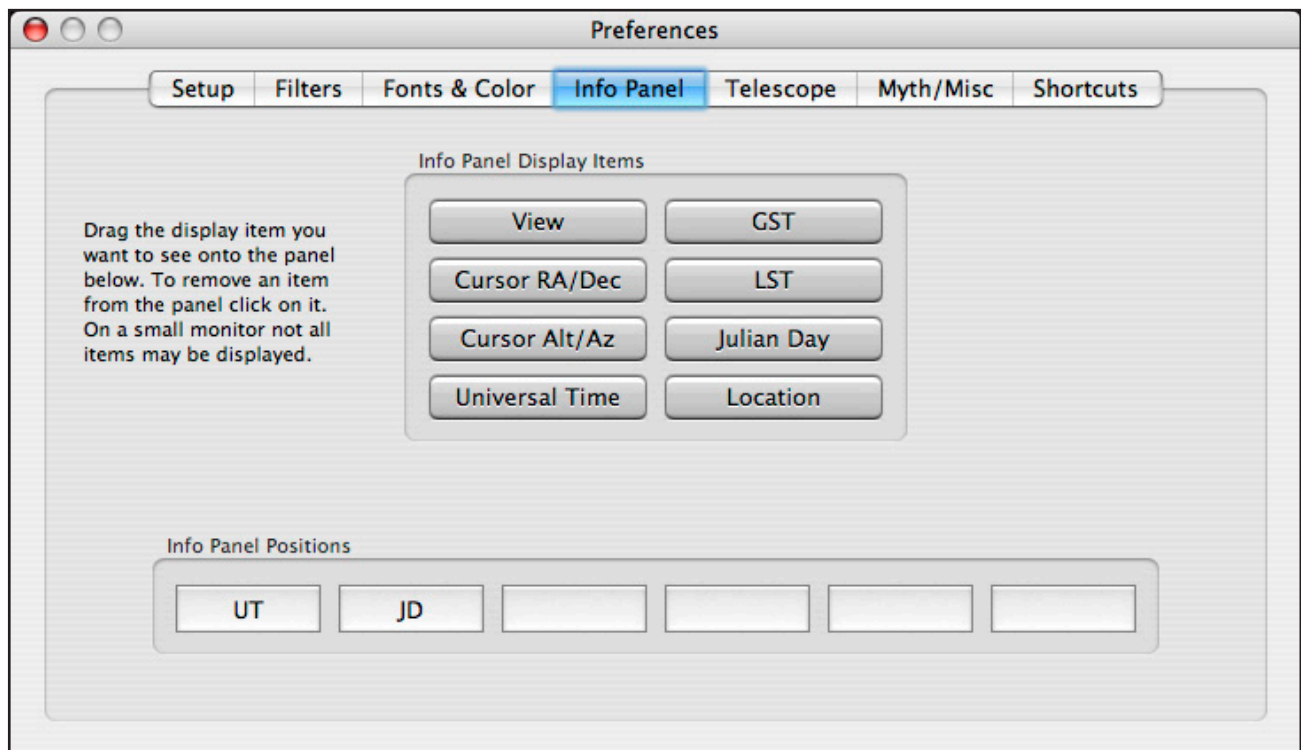 Preferences
Setup Filters Fonts & Color Info Panel Telescope Myth/Misc Shortcuts
Info Panel Display Items
Drag the display item you
want to see onto the panel
below. To remove an item
from the panel click on it.
On a small monitor not all
items may be displayed.
View GST
Cursor RA/Dec LST
Cursor Alt/Az Julian Day
Universal Time Location
Info Panel Positions
UT JD